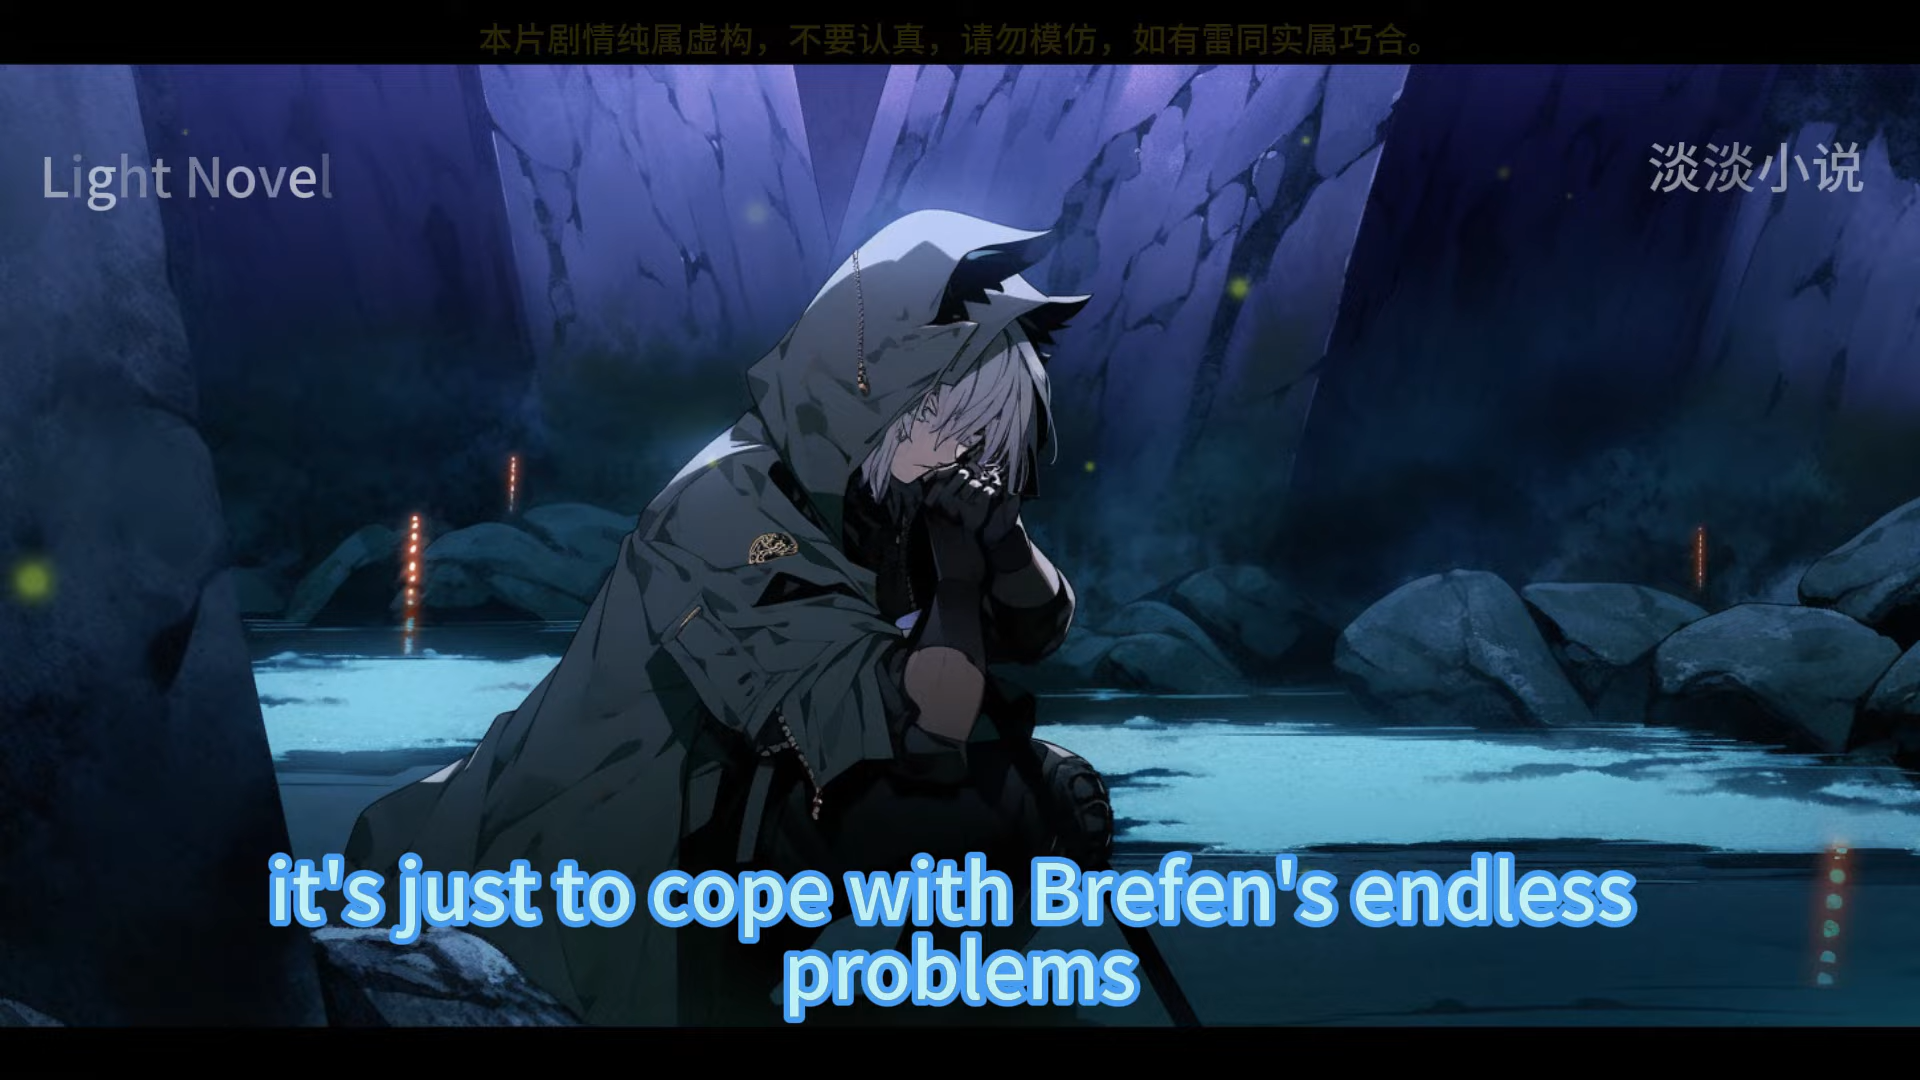 本片剧情纯属虚构，不要认真，请勿模仿，如有雷同实属巧合。
Light Novel
淡淡小说
it's just to cope with Brefen's endless
problems